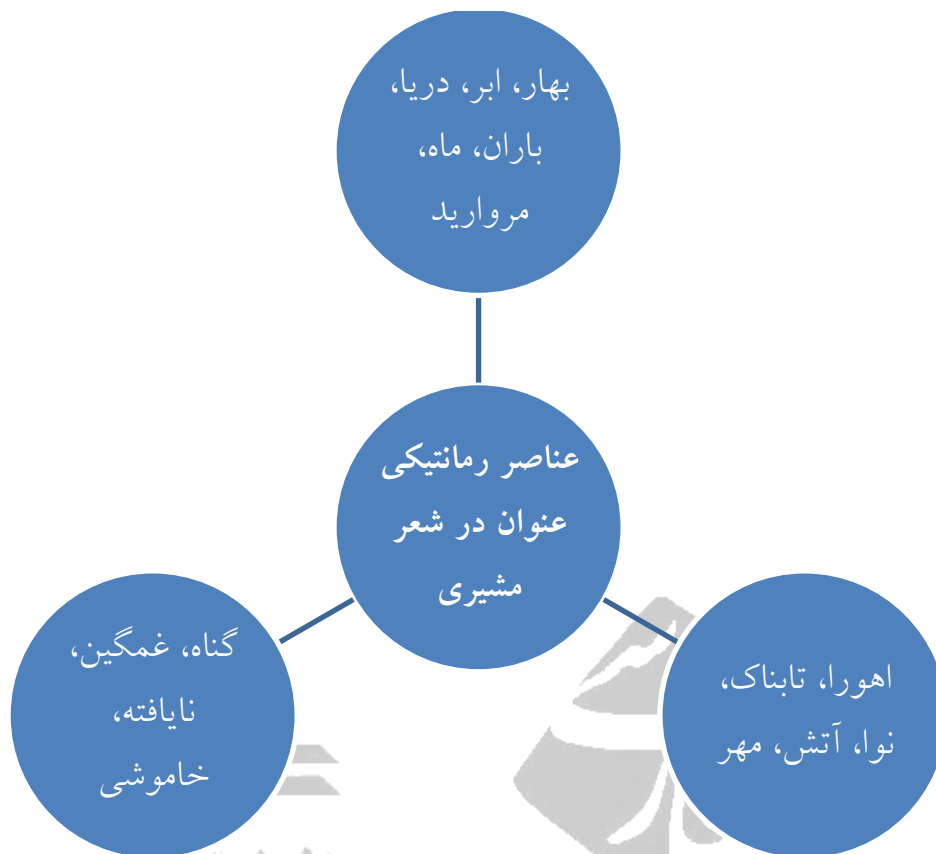 بهار، ابر، دریا،
باران، ماه،
مروارید
عناصر رمانتیکی
عنوان در شعر
مشیری
اهورا، تابناک،
نوا، آتش، مهر
گناه، غمگین،
نایافته،
خاموشی